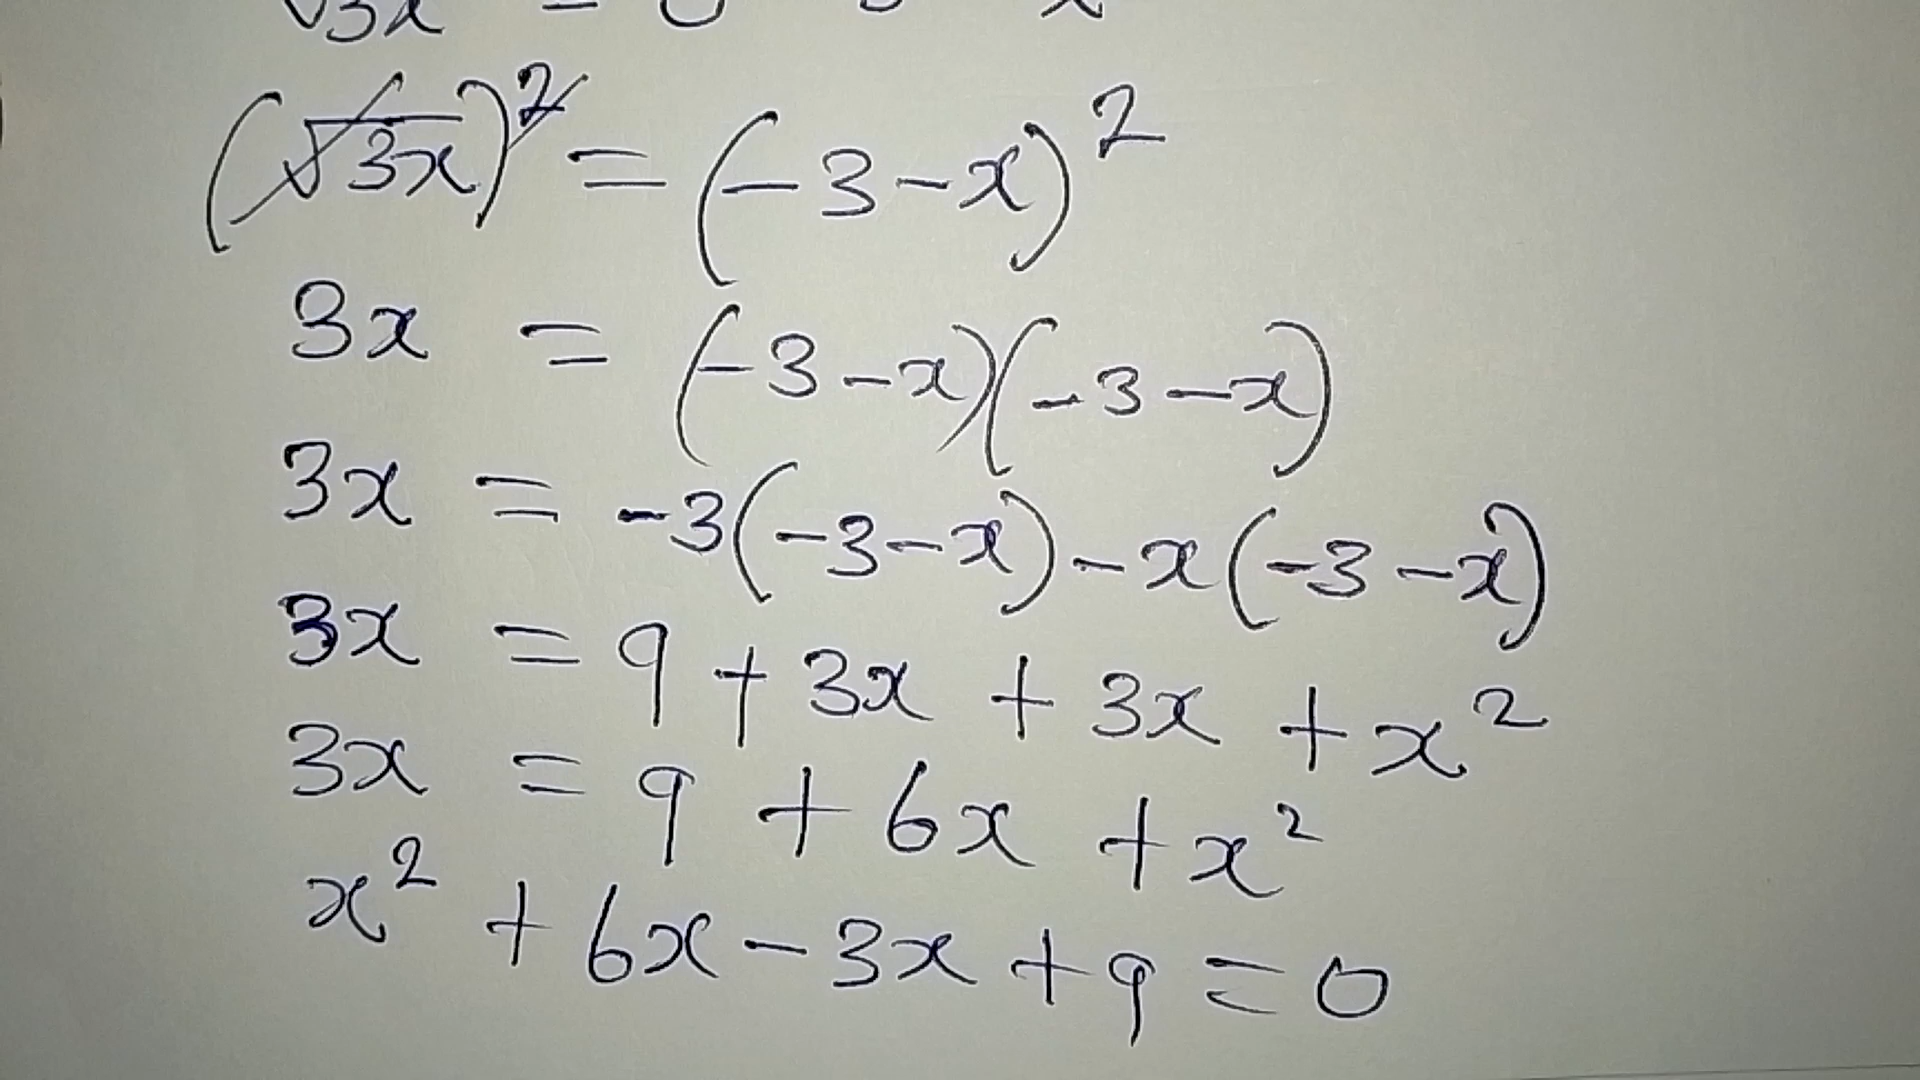 (√3x)² = (-3-x)²
3x = (-3-x)(-3-x)
3x = -3(-3-x)-x(-3-x)
3x = 9 + 3x + 3x + x²
3x = 9 + 6x + x²
x² + 6x - 3x + 9 = 0